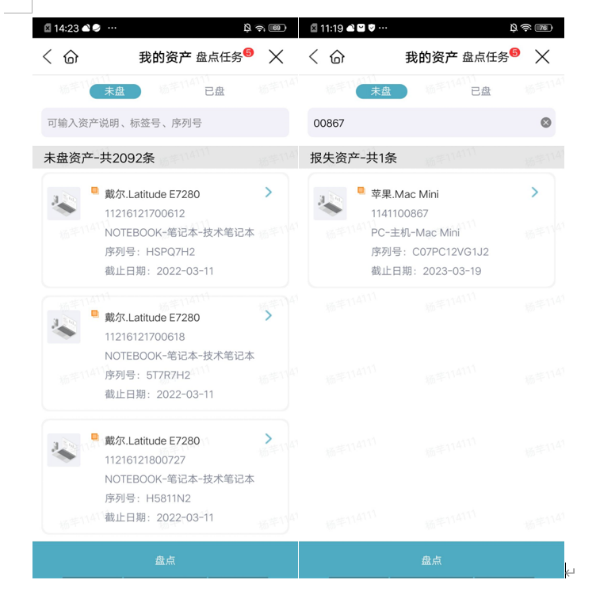 14:23 ··· 69
我的资产 盘点任务 5
未盘 已盘
可输入资产说明、标签号、序列号
未盘资产-共2092条
戴尔.Latitude E7280
11216121700612
NOTEBOOK-笔记本-技术笔记本
序列号：HSPQ7H2
截止日期：2022-03-11
戴尔.Latitude E7280
11216121700618
NOTEBOOK-笔记本-技术笔记本
序列号：5T7R7H2
截止日期：2022-03-11
戴尔.Latitude E7280
11216121800727
NOTEBOOK-笔记本-技术笔记本
序列号：H5811N2
截止日期：2022-03-11
盘点
11:19 ··· 78
我的资产 盘点任务 5
未盘 已盘
00867
报失资产-共1条
苹果.Mac Mini
1141100867
PC-主机-Mac Mini
序列号：C07PC12VG1J2
截止日期：2023-03-19
盘点